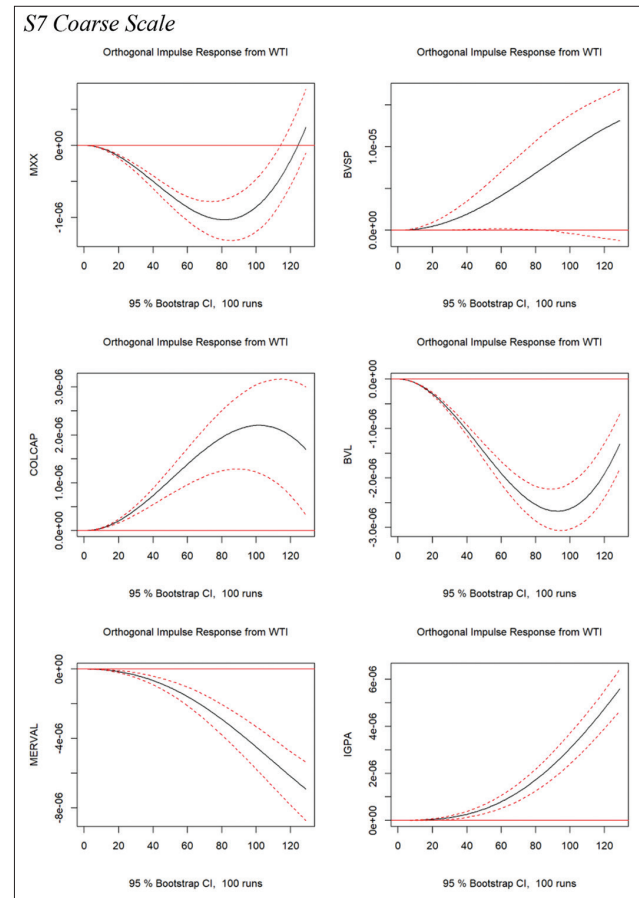 S7 Coarse Scale
Orthogonal Impulse Response from WTI
MXX
0e+00
-1e-06
0 20 40 60 80 100 120
95 % Bootstrap CI, 100 runs
Orthogonal Impulse Response from WTI
BVSP
1.0e-05
0.0e+00
0 20 40 60 80 100 120
95 % Bootstrap CI, 100 runs
Orthogonal Impulse Response from WTI
COLCAP
3.0e-06
2.0e-06
1.0e-06
0.0e+00
0 20 40 60 80 100 120
95 % Bootstrap CI, 100 runs
Orthogonal Impulse Response from WTI
BVL
0.0e+00
-1.0e-06
-2.0e-06
-3.0e-06
0 20 40 60 80 100 120
95 % Bootstrap CI, 100 runs
Orthogonal Impulse Response from WTI
MERVAL
0e+00
-4e-06
-8e-06
0 20 40 60 80 100 120
95 % Bootstrap CI, 100 runs
Orthogonal Impulse Response from WTI
IGPA
6e-06
4e-06
2e-06
0e+00
0 20 40 60 80 100 120
95 % Bootstrap CI, 100 runs